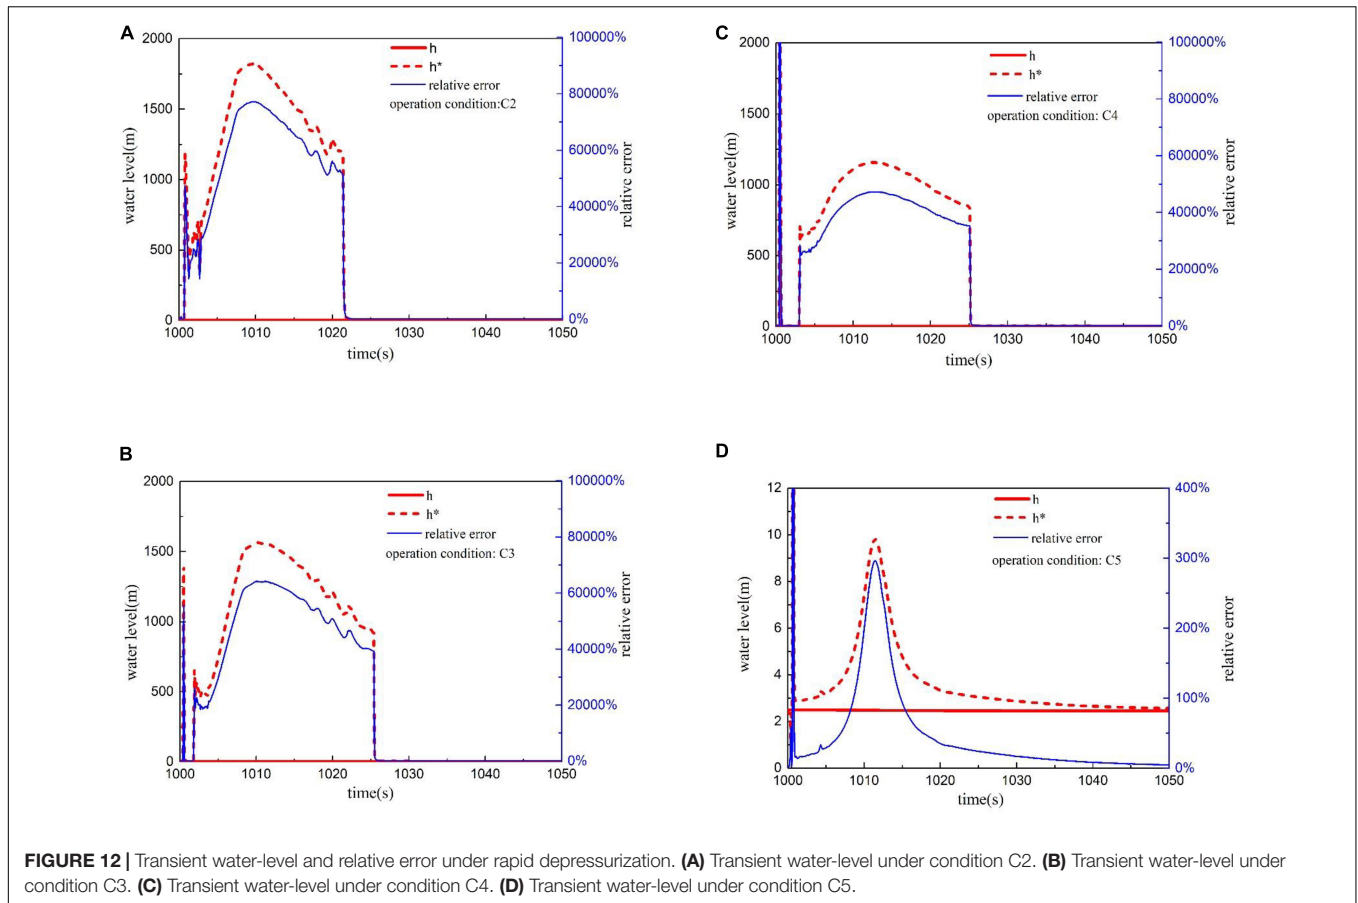 A
2000
1500
1000
500
0
water level(m)
100000%
80000%
60000%
40000%
20000%
0%
relative error
h
h*
relative error
operation condition:C2
1000 1010 1020 1030 1040 1050
time(s)
C
2000
1500
1000
500
0
water level(m)
100000%
80000%
60000%
40000%
20000%
0%
relative error
h
h*
relative error
operation condition: C4
1000 1010 1020 1030 1040 1050
time(s)
B
2000
1500
1000
500
0
water level(m)
100000%
80000%
60000%
40000%
20000%
0%
relative error
h
h*
relative error
operation condition: C3
1000 1010 1020 1030 1040 1050
time(s)
D
12
10
8
6
4
2
0
water level(m)
400%
300%
200%
100%
0%
relative error
h
h*
relative error
operation condition: C5
1000 1010 1020 1030 1040 1050
time(s)
FIGURE 12 | Transient water-level and relative error under rapid depressurization. (A) Transient water-level under condition C2. (B) Transient water-level under
condition C3. (C) Transient water-level under condition C4. (D) Transient water-level under condition C5.